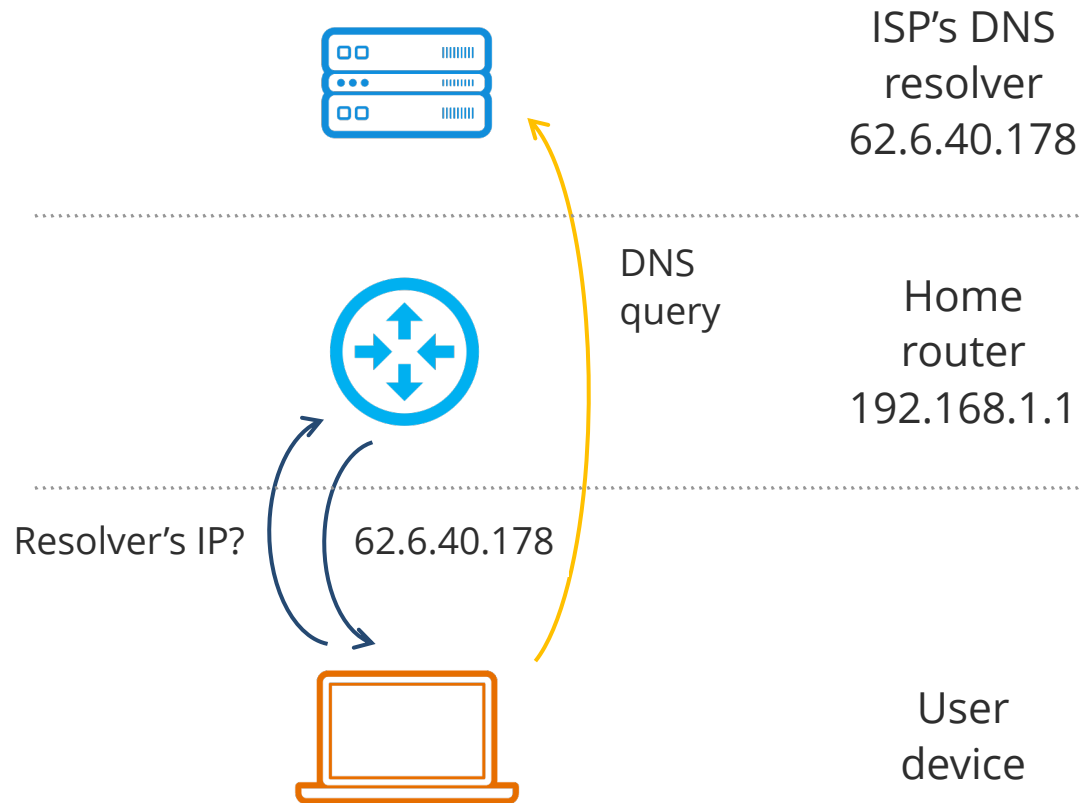 ISP’s DNS
resolver
62.6.40.178
DNS
query
Home
router
192.168.1.1
Resolver’s IP?
62.6.40.178
User
device